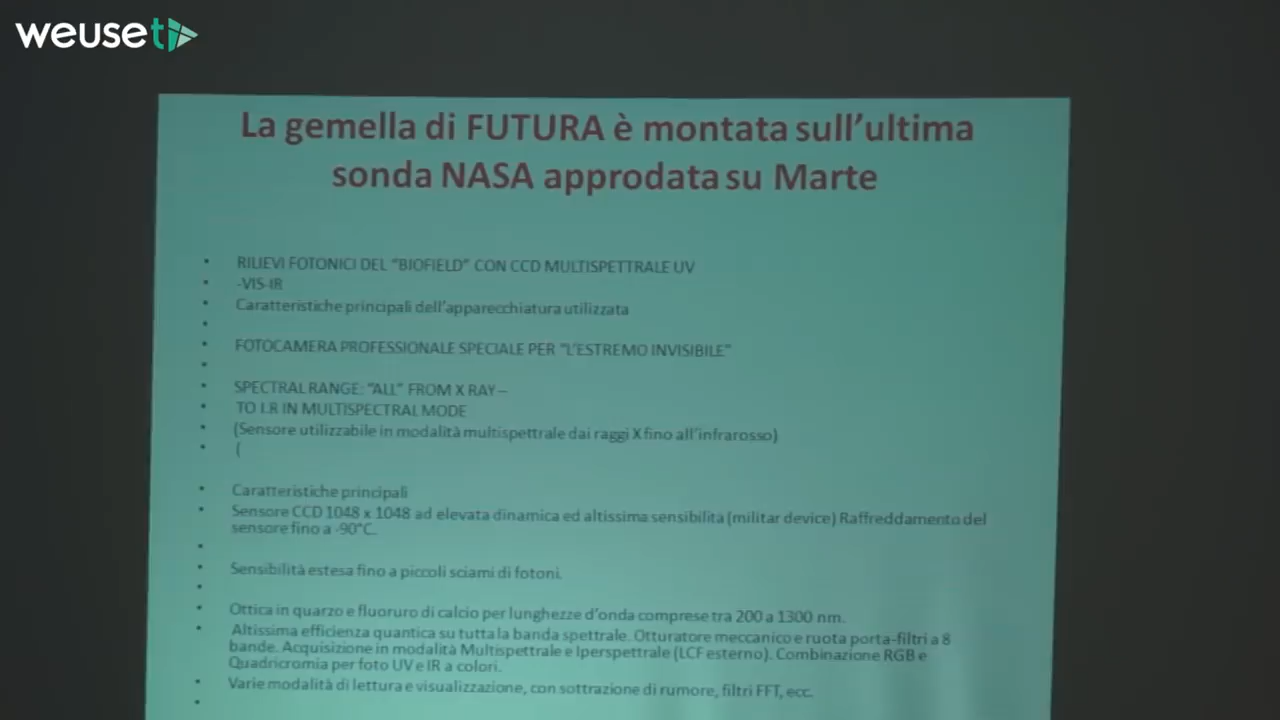 weusetv
La gemella di FUTURA è montata sull'ultima
sonda NASA approdata su Marte
• RILIEVI FOTONICI DEL "BIOFIELD" CON CCD MULTISPETTRALE UV
• -VIS-IR
• Caratteristiche principali dell'apparecchiatura utilizzata
•
• FOTOCAMERA PROFESSIONALE SPECIALE PER "L'ESTREMO INVISIBILE"
•
• SPECTRAL RANGE: "ALL" FROM X RAY –
• TO I.R IN MULTISPECTRAL MODE
• (Sensore utilizzabile in modalità multispettrale dai raggi X fino all'infrarosso)
• (
• Caratteristiche principali
• Sensore CCD 1048 x 1048 ad elevata dinamica ed altissima sensibilità (militar device) Raffreddamento del
sensore fino a -90°C.
•
• Sensibilità estesa fino a piccoli sciami di fotoni.
•
• Ottica in quarzo e fluoruro di calcio per lunghezze d'onda comprese tra 200 a 1300 nm.
• Altissima efficienza quantica su tutta la banda spettrale. Otturatore meccanico e ruota porta-filtri a 8
bande. Acquisizione in modalità Multispettrale e Iperspettrale (LCF esterno). Combinazione RGB e
Quadricromia per foto UV e IR a colori.
• Varie modalità di lettura e visualizzazione, con sottrazione di rumore, filtri FFT, ecc.
•